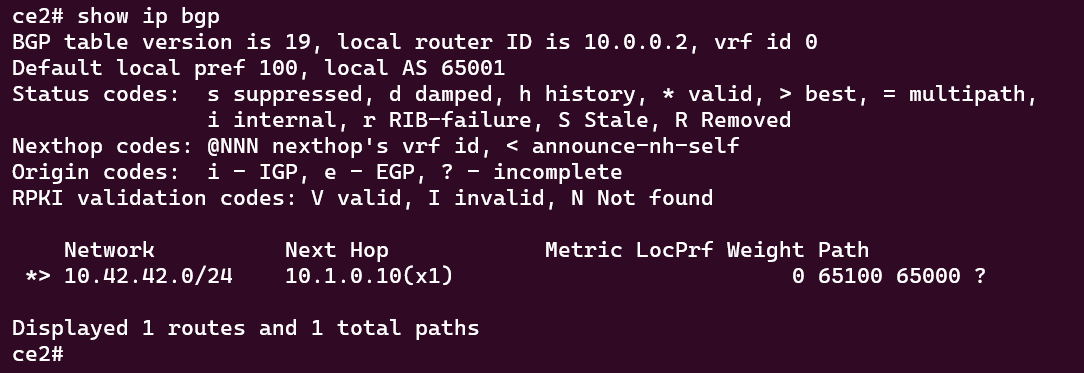 ce2# show ip bgp
BGP table version is 19, local router ID is 10.0.0.2, vrf id 0
Default local pref 100, local AS 65001
Status codes:  s suppressed, d damped, h history, * valid, > best, = multipath,
               i internal, r RIB-failure, S Stale, R Removed
Nexthop codes: @NNN nexthop's vrf id, < announce-nh-self
Origin codes:  i - IGP, e - EGP, ? - incomplete
RPKI validation codes: V valid, I invalid, N Not found

    Network          Next Hop            Metric LocPrf Weight Path
 *> 10.42.42.0/24    10.1.0.10(x1)                          0 65100 65000 ?

Displayed 1 routes and 1 total paths
ce2#